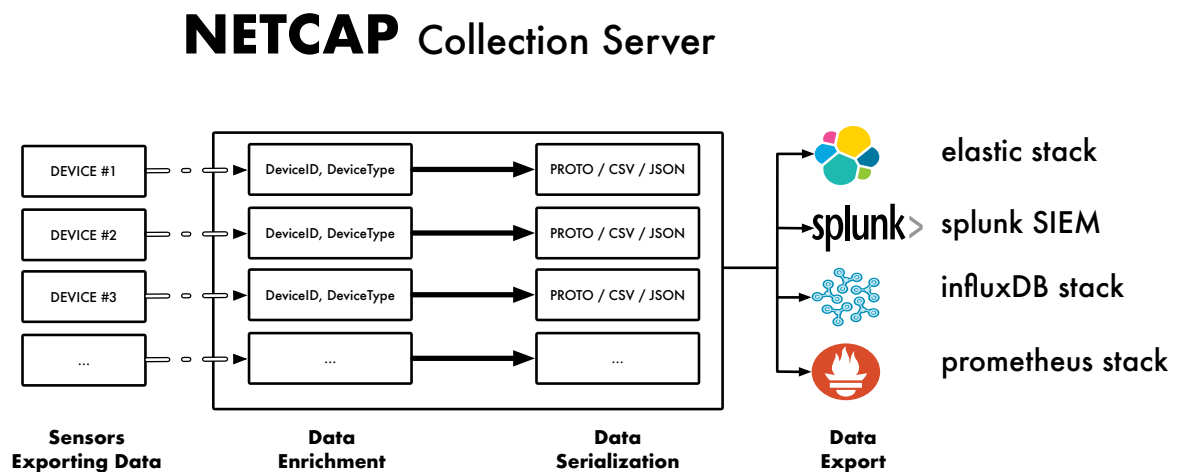 NETCAP Collection Server
DEVICE #1
DeviceID, DeviceType
PROTO / CSV / JSON
elastic stack
DEVICE #2
DeviceID, DeviceType
PROTO / CSV / JSON
splunk>
splunk SIEM
DEVICE #3
DeviceID, DeviceType
PROTO / CSV / JSON
influxDB stack
...
...
...
prometheus stack
Sensors
Exporting Data
Data
Enrichment
Data
Serialization
Data
Export